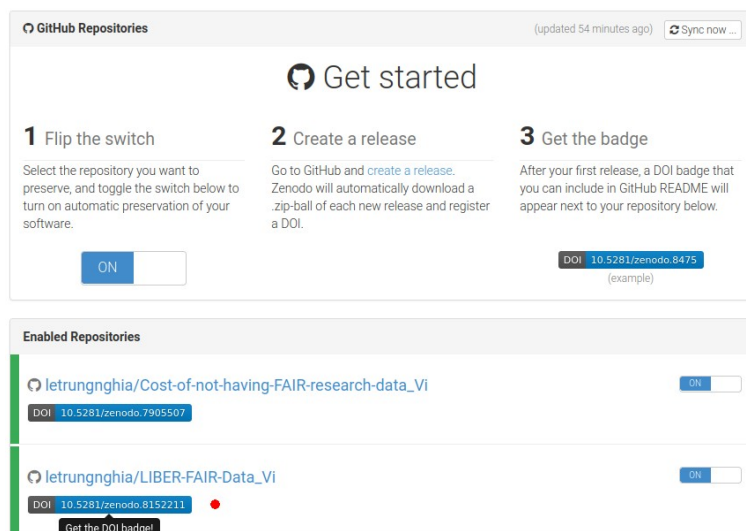 GitHub Repositories
(updated 54 minutes ago) Sync now ...
Get started
1 Flip the switch
Select the repository you want to
preserve, and toggle the switch below to
turn on automatic preservation of your
software.
ON
2 Create a release
Go to GitHub and create a release.
Zenodo will automatically download a
.zip-ball of each new release and register
a DOI.
3 Get the badge
After your first release, a DOI badge that
you can include in GitHub README will
appear next to your repository below.
DOI 10.5281/zenodo.8475
(example)
Enabled Repositories
letrungnghia/Cost-of-not-having-FAIR-research-data_Vi
ON
DOI 10.5281/zenodo.7905507
letrungnghia/LIBER-FAIR-Data_Vi
ON
DOI 10.5281/zenodo.8152211
Get the DOI badge!